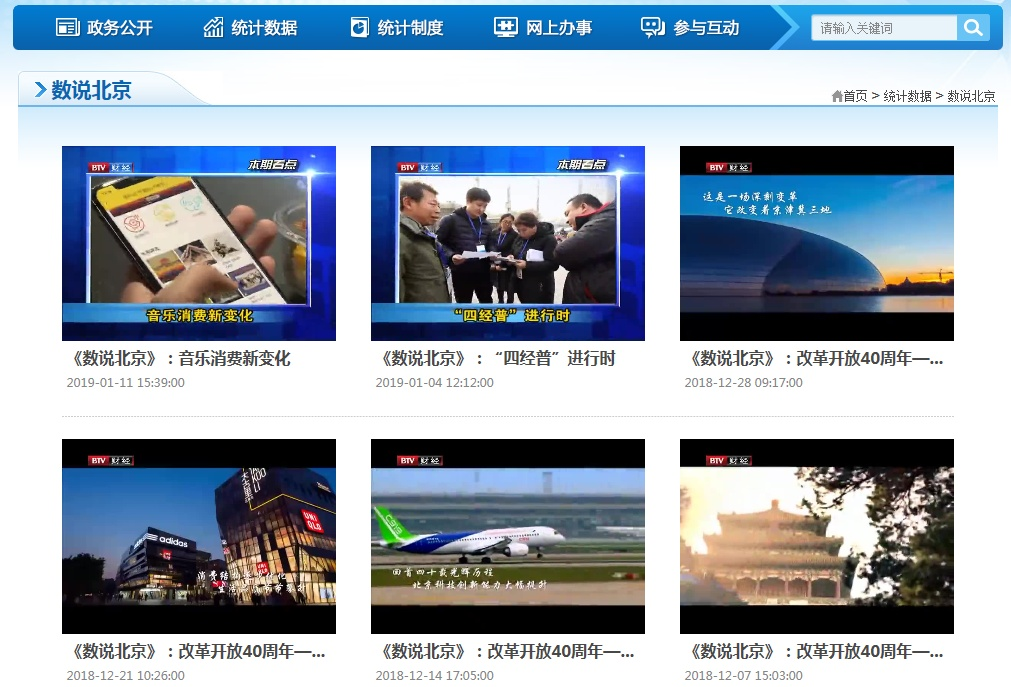 政务公开 统计数据 统计制度 网上办事 参与互动 请输入关键词
数说北京
首页 > 统计数据 > 数说北京
BTV 财经 本期看点
音乐消费新变化
BTV 财经 本期看点
“四经普”进行时
BTV 财经
这是一场深刻变革
它改变着京津冀三地
《数说北京》：音乐消费新变化
2019-01-11 15:39:00
《数说北京》：“四经普”进行时
2019-01-04 12:12:00
《数说北京》：改革开放40周年—...
2018-12-28 09:17:00
BTV 财经
adidas
UNI
QLO
BTV 财经
回首四十载光辉历程
北京科技创新能力大幅提升
BTV 财经
《数说北京》：改革开放40周年—...
2018-12-21 10:26:00
《数说北京》：改革开放40周年—...
2018-12-14 17:05:00
《数说北京》：改革开放40周年—...
2018-12-07 15:03:00